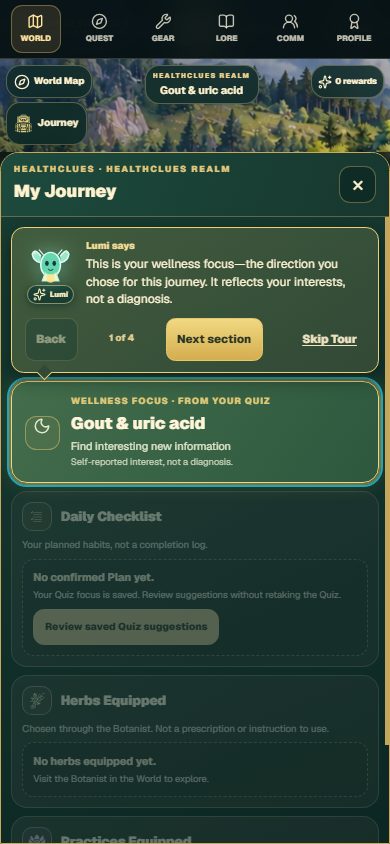 WORLD
QUEST
GEAR
LORE
COMM
PROFILE
World Map
HEALTHCLUES REALM
Gout & uric acid
0 rewards
Journey
HEALTHCLUES · HEALTHCLUES REALM
My Journey
Lumi says
This is your wellness focus—the direction you
chose for this journey. It reflects your interests,
not a diagnosis.
Lumi
Back
1 of 4
Next section
Skip Tour
WELLNESS FOCUS · FROM YOUR QUIZ
Gout & uric acid
Find interesting new information
Self-reported interest, not a diagnosis.
Daily Checklist
Your planned habits, not a completion log.
No confirmed Plan yet.
Your Quiz focus is saved. Review suggestions without retaking the Quiz.
Review saved Quiz suggestions
Herbs Equipped
Chosen through the Botanist. Not a prescription or instruction to use.
No herbs equipped yet.
Visit the Botanist in the World to explore.
Practices Equipped